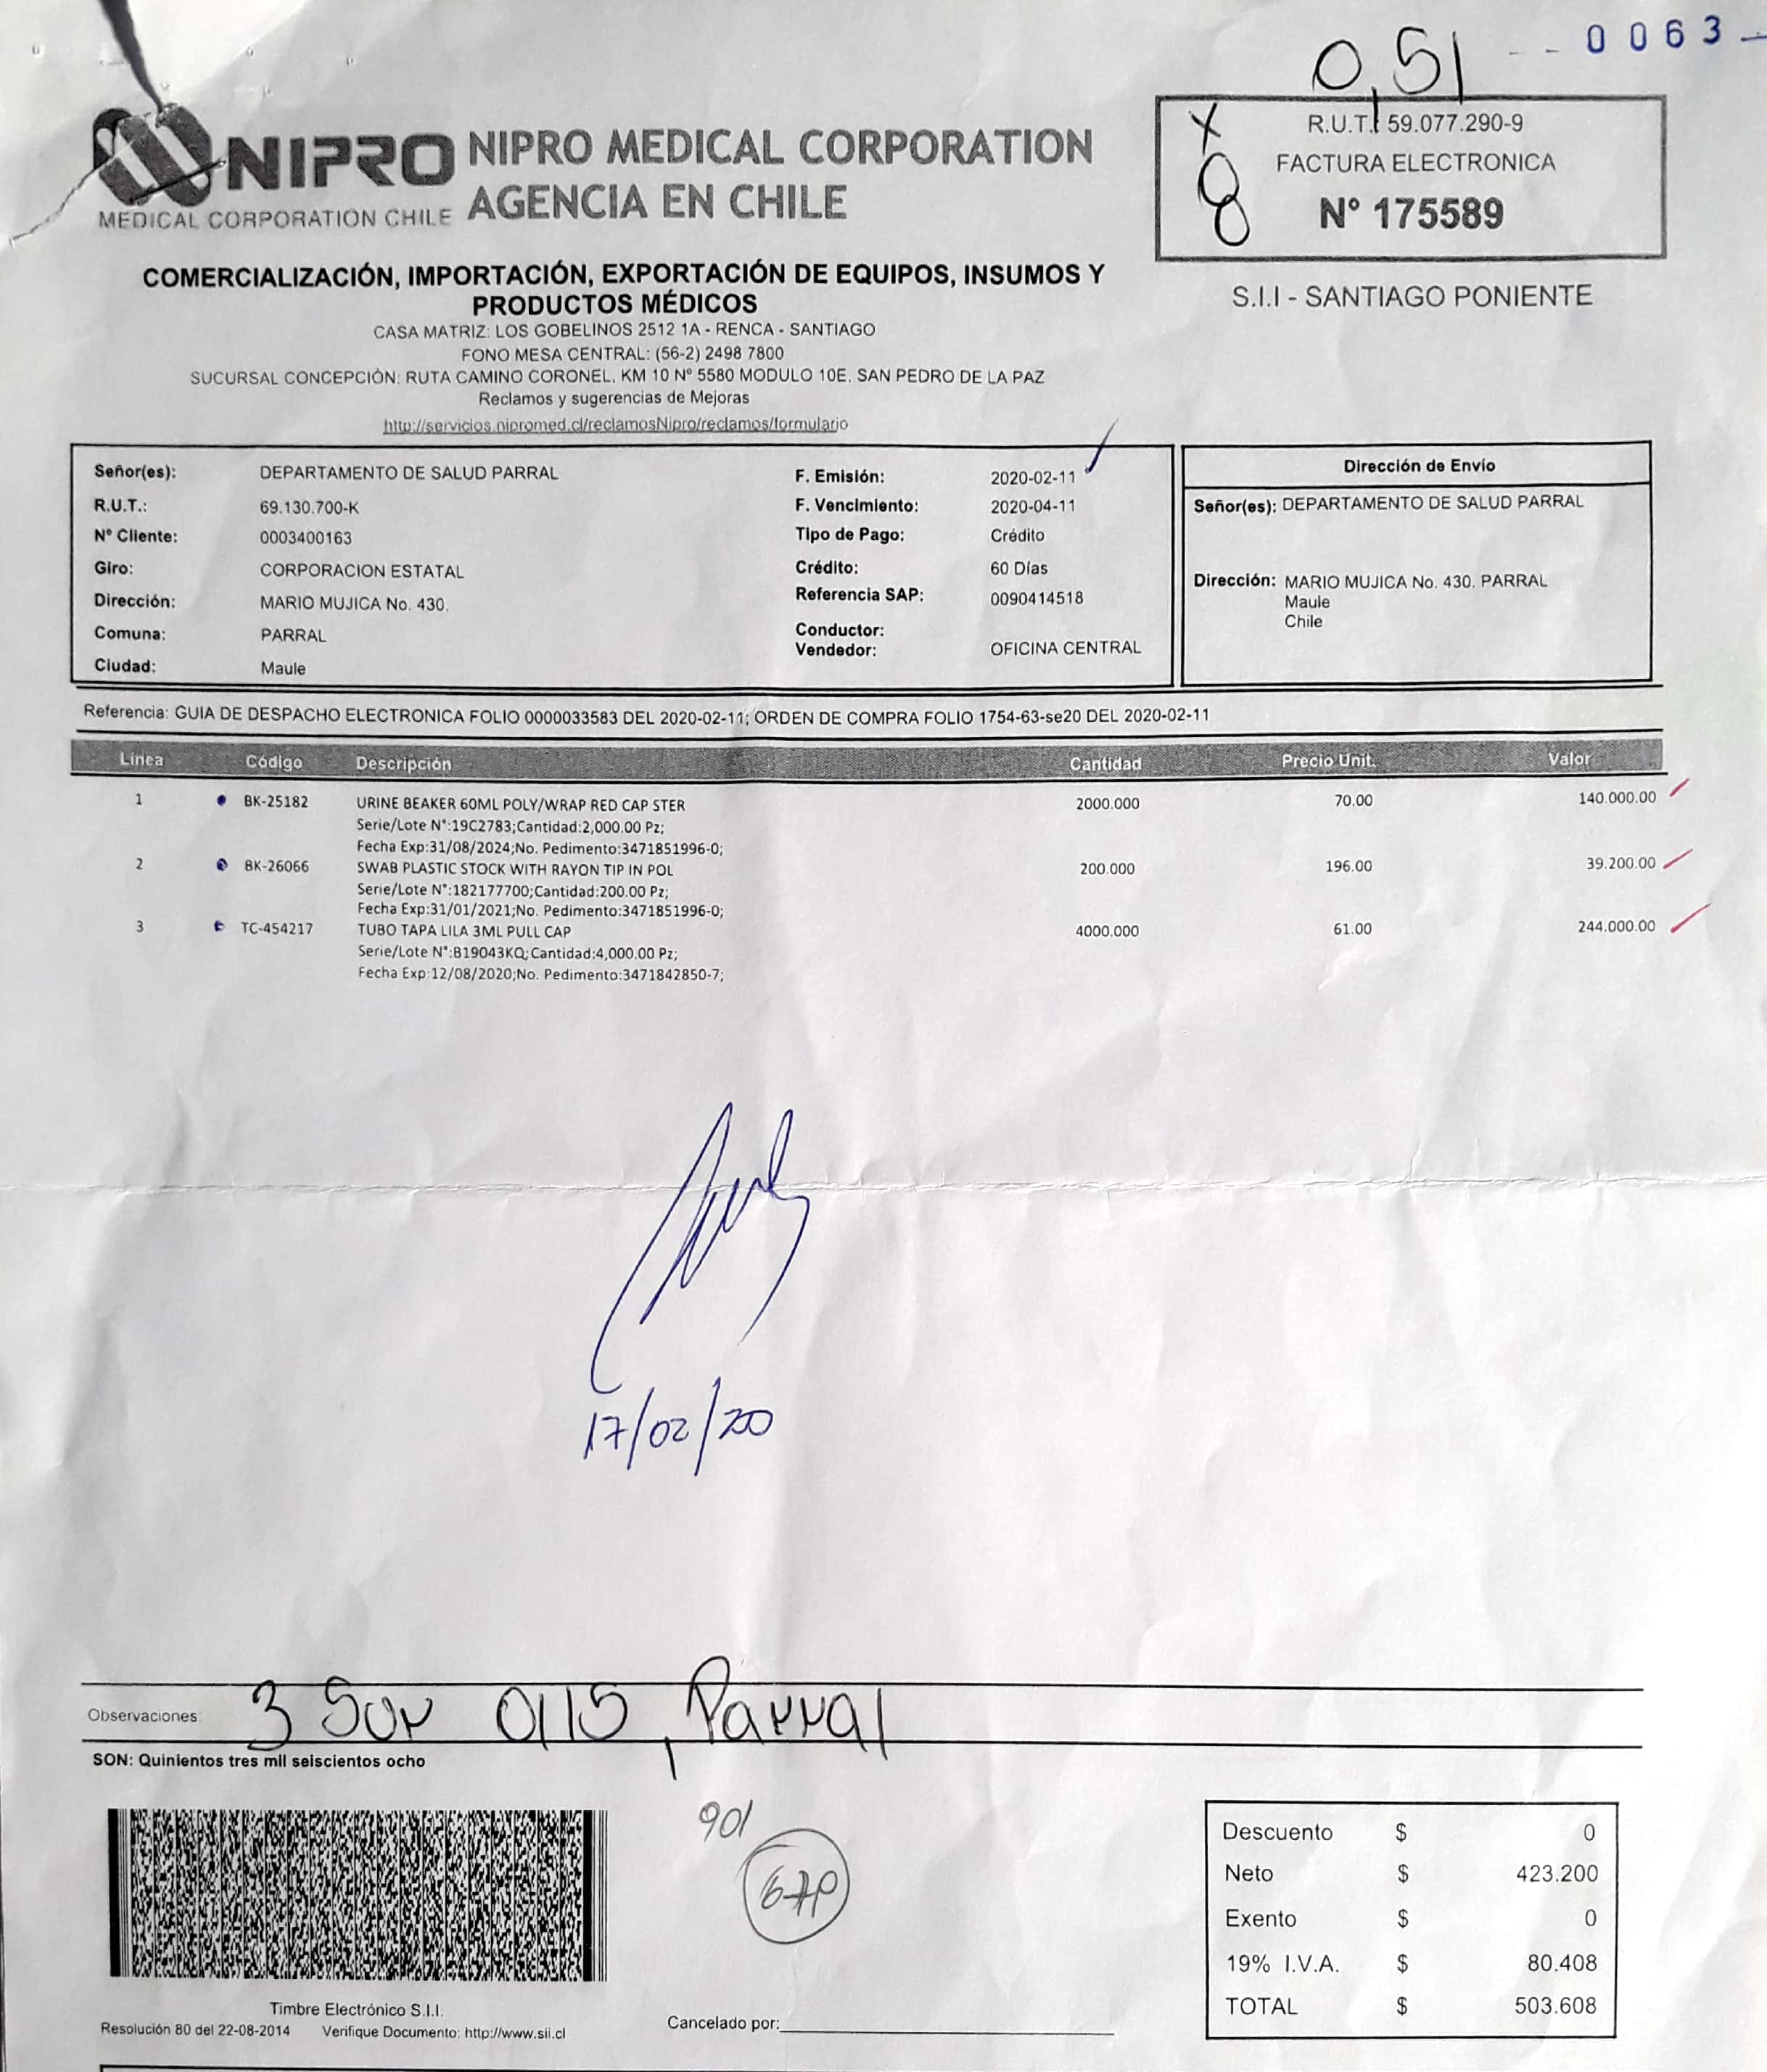 0,51
0063
NIPRO
MEDICAL CORPORATION CHILE
NIPRO MEDICAL CORPORATION
AGENCIA EN CHILE
X
8
R.U.T.: 59.077.290-9
FACTURA ELECTRONICA
N° 175589
S.I.I - SANTIAGO PONIENTE
COMERCIALIZACIÓN, IMPORTACIÓN, EXPORTACIÓN DE EQUIPOS, INSUMOS Y
PRODUCTOS MÉDICOS
CASA MATRIZ: LOS GOBELINOS 2512 1A - RENCA - SANTIAGO
FONO MESA CENTRAL: (56-2) 2498 7800
SUCURSAL CONCEPCIÓN: RUTA CAMINO CORONEL, KM 10 Nº 5580 MODULO 10E, SAN PEDRO DE LA PAZ
Reclamos y sugerencias de Mejoras
http://servicios.nipromed.cl/reclamosNipro/reclamos/formulario
Señor(es): DEPARTAMENTO DE SALUD PARRAL
R.U.T.: 69.130.700-K
Nº Cliente: 0003400163
Giro: CORPORACION ESTATAL
Dirección: MARIO MUJICA No. 430.
Comuna: PARRAL
Ciudad: Maule
F. Emisión: 2020-02-11
F. Vencimiento: 2020-04-11
Tipo de Pago: Crédito
Crédito: 60 Días
Referencia SAP: 0090414518
Conductor:
Vendedor: OFICINA CENTRAL
Dirección de Envio
Señor(es): DEPARTAMENTO DE SALUD PARRAL
Dirección: MARIO MUJICA No. 430. PARRAL
Maule
Chile
Referencia: GUIA DE DESPACHO ELECTRONICA FOLIO 0000033583 DEL 2020-02-11; ORDEN DE COMPRA FOLIO 1754-63-se20 DEL 2020-02-11
Línea Código Descripción Cantidad Precio Unit. Valor
1 BK-25182 URINE BEAKER 60ML POLY/WRAP RED CAP STER 2000.000 70.00 140.000.00
Serie/Lote N°:19C2783;Cantidad:2,000.00 Pz;
Fecha Exp:31/08/2024;No. Pedimento:3471851996-0;
2 BK-26066 SWAB PLASTIC STOCK WITH RAYON TIP IN POL 200.000 196.00 39.200.00
Serie/Lote N°:182177700;Cantidad:200.00 Pz;
Fecha Exp:31/01/2021;No. Pedimento:3471851996-0;
3 TC-454217 TUBO TAPA LILA 3ML PULL CAP 4000.000 61.00 244.000.00
Serie/Lote N°:B19043KQ;Cantidad:4,000.00 Pz;
Fecha Exp:12/08/2020;No. Pedimento:3471842850-7;
17/02/20
Observaciones: 3 Sur 0115, Parral
SON: Quinientos tres mil seiscientos ocho
901
Timbre Electrónico S.I.I.
Resolución 80 del 22-08-2014 Verifique Documento: http://www.sii.cl
Cancelado por:
Descuento $ 0
Neto $ 423.200
Exento $ 0
19% I.V.A. $ 80.408
TOTAL $ 503.608